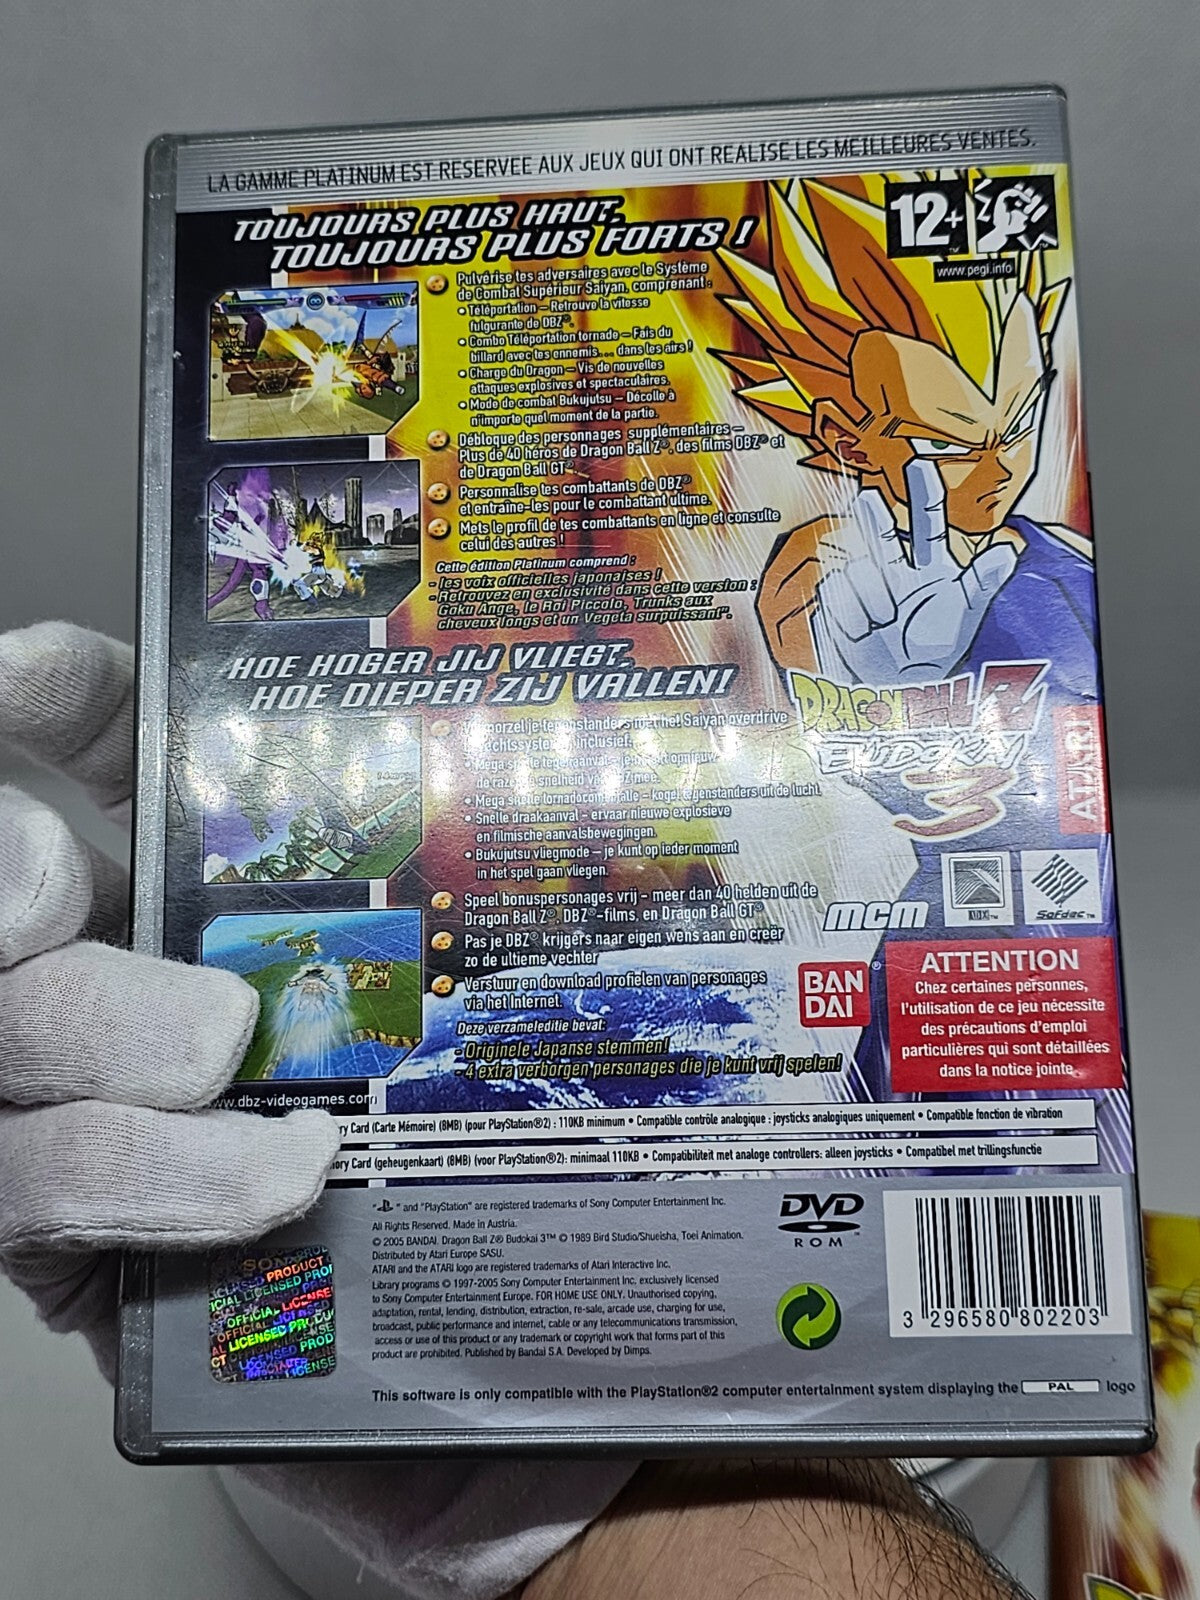 LA GAMME PLATINUM EST RESERVEE AUX JEUX QUI ONT REALISE LES MEILLEURES VENTES.
TOUJOURS PLUS HAUT,
TOUJOURS PLUS FORTS !
12+
www.pegi.info
Pulvérise tes adversaires avec le Système
de Combat Supérieur Saiyan, comprenant :
• Téléportation – Retrouve la vitesse
fulgurante de DBZ®.
• Combo Téléportation tornade – Fais du
billard avec tes ennemis... dans les airs !
• Charge du Dragon – Vis de nouvelles
attaques explosives et spectaculaires.
• Mode de combat Bukujutsu – Décolle à
n'importe quel moment de la partie.
Débloque des personnages supplémentaires –
Plus de 40 héros de Dragon Ball Z®, des films DBZ® et
de Dragon Ball GT®
Personnalise tes combattants de DBZ®
et entraîne-les pour le combattant ultime.
Mets le profil de tes combattants en ligne et consulte
celui des autres !
Cette édition Platinum comprend :
- les voix officielles japonaises !
- Retrouvez en exclusivité dans cette version :
Goku Ange, le Roi Piccolo, Trunks aux
cheveux longs et un Vegeta surpuissant".
HOE HOGER JIJ VLIEGT,
HOE DIEPER ZIJ VALLEN!
je tegenstanders met het Saiyan overdrive
inclusief:
• Mega snelle tegenaanval – je opnieuw
de snelheid
• Mega snelle tornadocombi – kogel tegenstanders uit de lucht.
• Snelle draakaanval – ervaar nieuwe explosieve
en filmische aanvalsbewegingen.
• Bukujutsu vliegmode – je kunt op ieder moment
in het spel gaan vliegen.
Speel bonuspersonages vrij – meer dan 40 helden uit de
Dragon Ball Z®, DBZ®-films, en Dragon Ball GT®
Pas je DBZ® krijgers naar eigen wens aan en creëer
zo de ultieme vechter
Verstuur en download profielen van personages
via het Internet.
Deze verzameleditie bevat:
- Originele Japanse stemmen!
- 4 extra verborgen personages die je kunt vrij spelen!
DRAGON BALL Z
BUDOKAI
3
ATARI
MCM
ADX™
Sofdec™
BAN
DAI®
ATTENTION
Chez certaines personnes,
l'utilisation de ce jeu nécessite
des précautions d'emploi
particulières qui sont détaillées
dans la notice jointe.
www.dbz-videogames.com
Card (Carte Mémoire) (8MB) (pour PlayStation®2) : 110KB minimum • Compatible contrôle analogique : joysticks analogiques uniquement • Compatible fonction de vibration
Card (geheugenkaart) (8MB) (voor PlayStation®2): minimaal 110KB • Compatibiliteit met analoge controllers: alleen joysticks • Compatibel met trillingsfunctie
" " and "PlayStation" are registered trademarks of Sony Computer Entertainment Inc.
All Rights Reserved. Made in Austria.
© 2005 BANDAI. Dragon Ball Z® Budokai 3™ © 1989 Bird Studio/Shueisha, Toei Animation.
Distributed by Atari Europe SASU.
ATARI and the ATARI logo are registered trademarks of Atari Interactive Inc.
Library programs © 1997-2005 Sony Computer Entertainment Inc. exclusively licensed
to Sony Computer Entertainment Europe. FOR HOME USE ONLY. Unauthorised copying,
adaptation, rental, lending, distribution, extraction, re-sale, arcade use, charging for use,
broadcast, public performance and internet, cable or any telecommunications transmission,
access or use of this product or any trademark or copyright work that forms part of this
product are prohibited. Published by Bandai S.A. Developed by Dimps.
DVD
ROM
3 296580 802203
SONY
OFFICIAL LICENSED PRODUCT
This software is only compatible with the PlayStation®2 computer entertainment system displaying the PAL logo